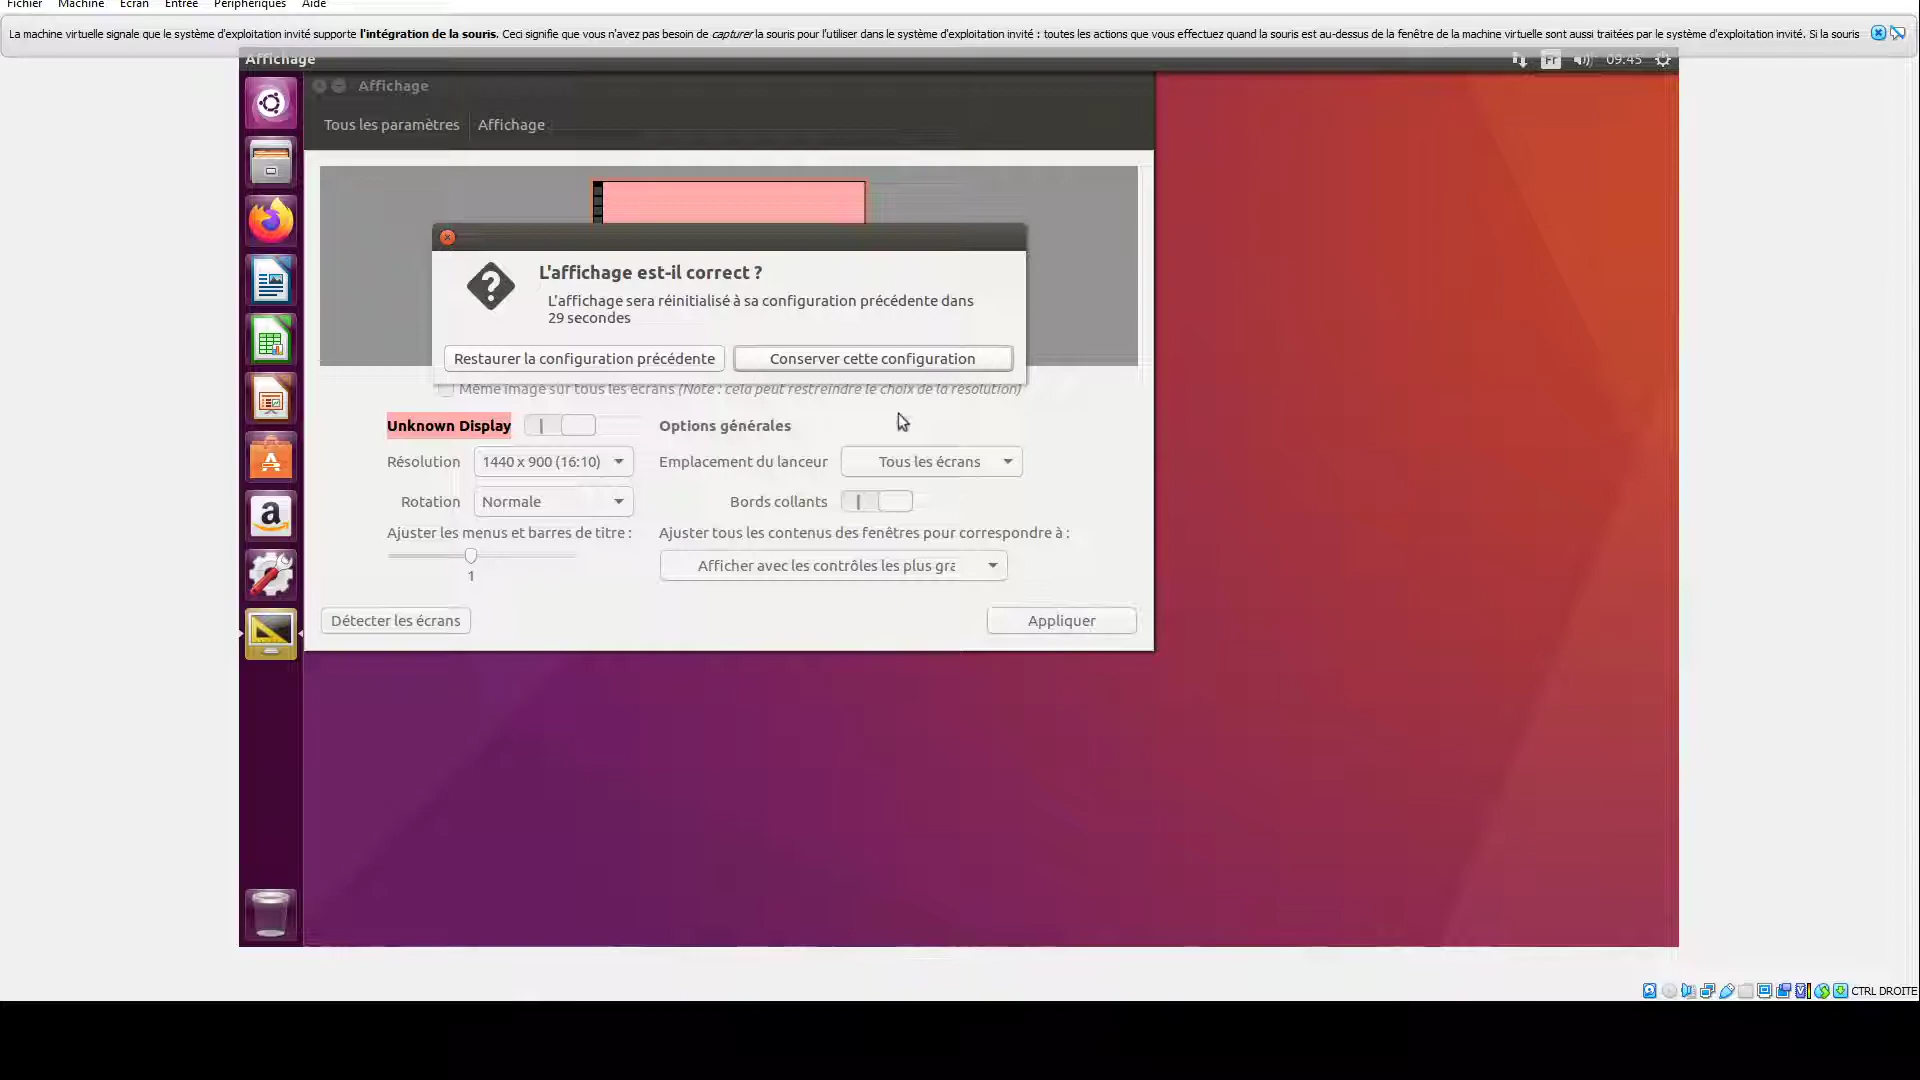 Fichier Machine Écran Entrée Périphériques Aide
La machine virtuelle signale que le système d'exploitation invité supporte l'intégration de la souris. Ceci signifie que vous n'avez pas besoin de capturer la souris pour l'utiliser dans le système d'exploitation invité : toutes les actions que vous effectuez quand la souris est au-dessus de la fenêtre de la machine virtuelle sont aussi traitées par le système d'exploitation invité. Si la souris
Affichage Fr 09:45
Affichage
Tous les paramètres Affichage
L'affichage est-il correct ?
L'affichage sera réinitialisé à sa configuration précédente dans
29 secondes
Restaurer la configuration précédente Conserver cette configuration
Même image sur tous les écrans (Note : cela peut restreindre le choix de la résolution)
Unknown Display Options générales
Résolution 1440 x 900 (16:10) Emplacement du lanceur Tous les écrans
Rotation Normale Bords collants
Ajuster les menus et barres de titre : Ajuster tous les contenus des fenêtres pour correspondre à :
Afficher avec les contrôles les plus gra
1
Détecter les écrans Appliquer
CTRL DROITE